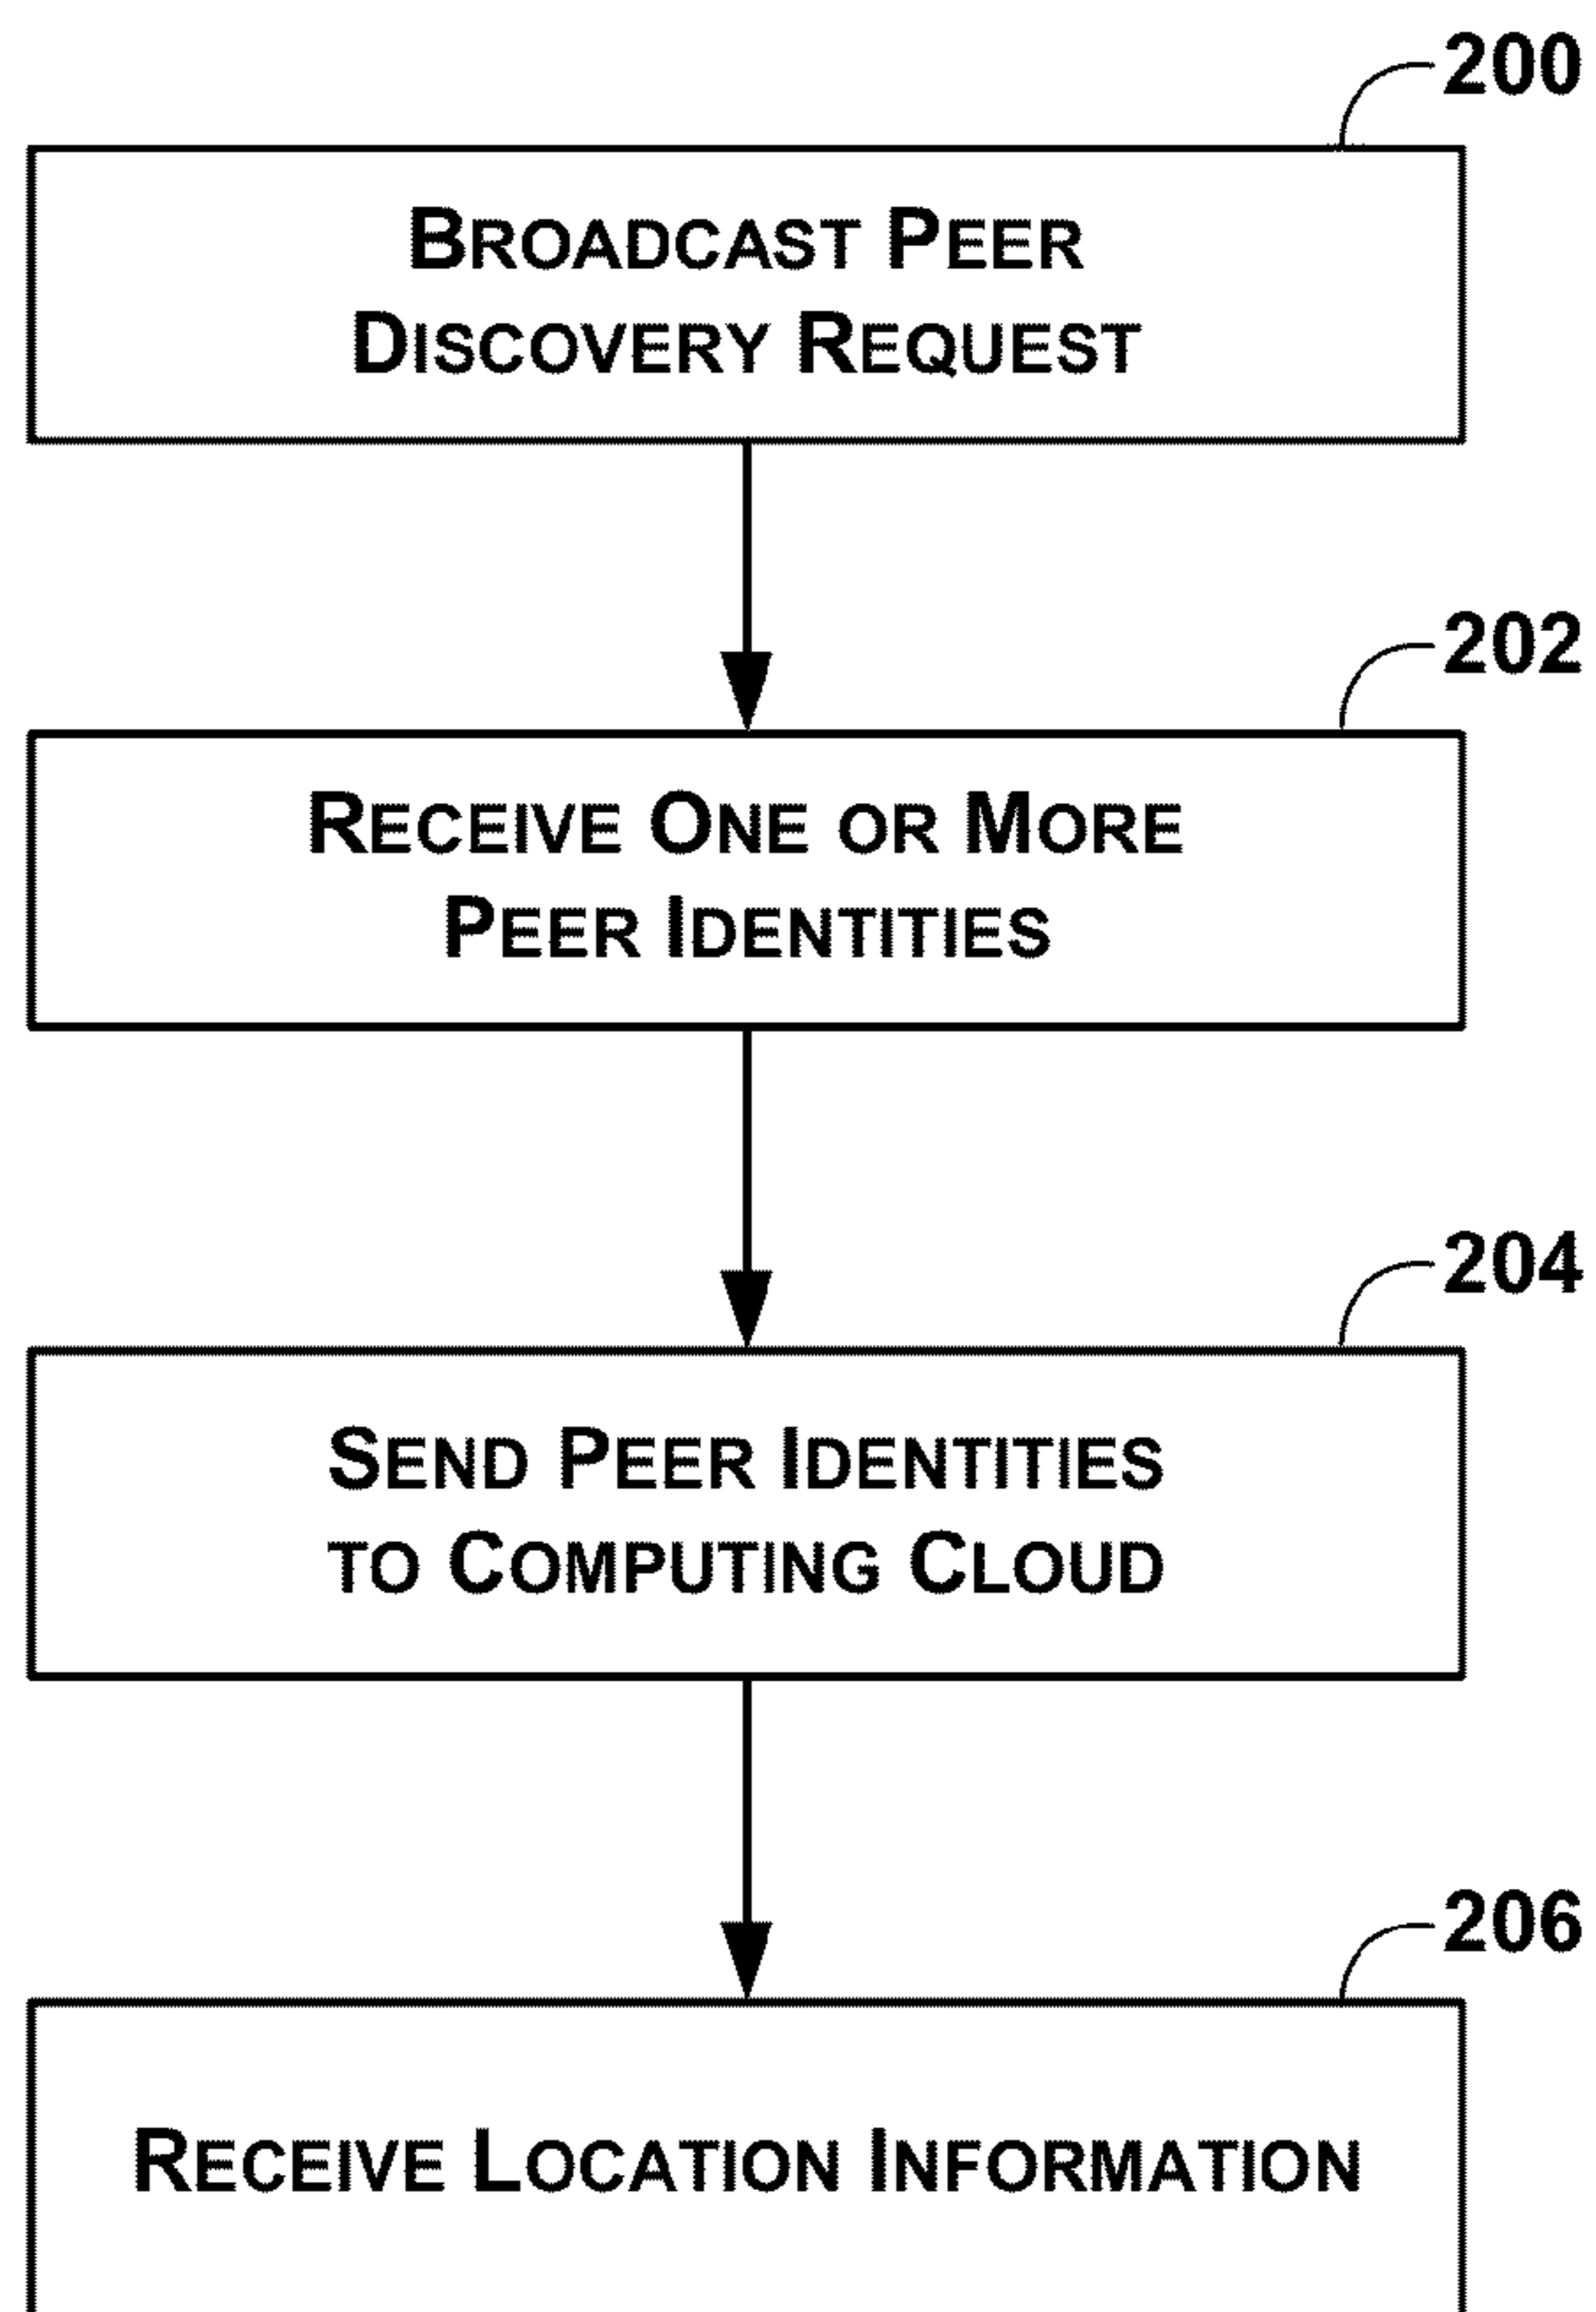 200
BROADCAST PEER
DISCOVERY REQUEST
202
RECEIVE ONE OR MORE
PEER IDENTITIES
204
SEND PEER IDENTITIES
TO COMPUTING CLOUD
206
RECEIVE LOCATION INFORMATION